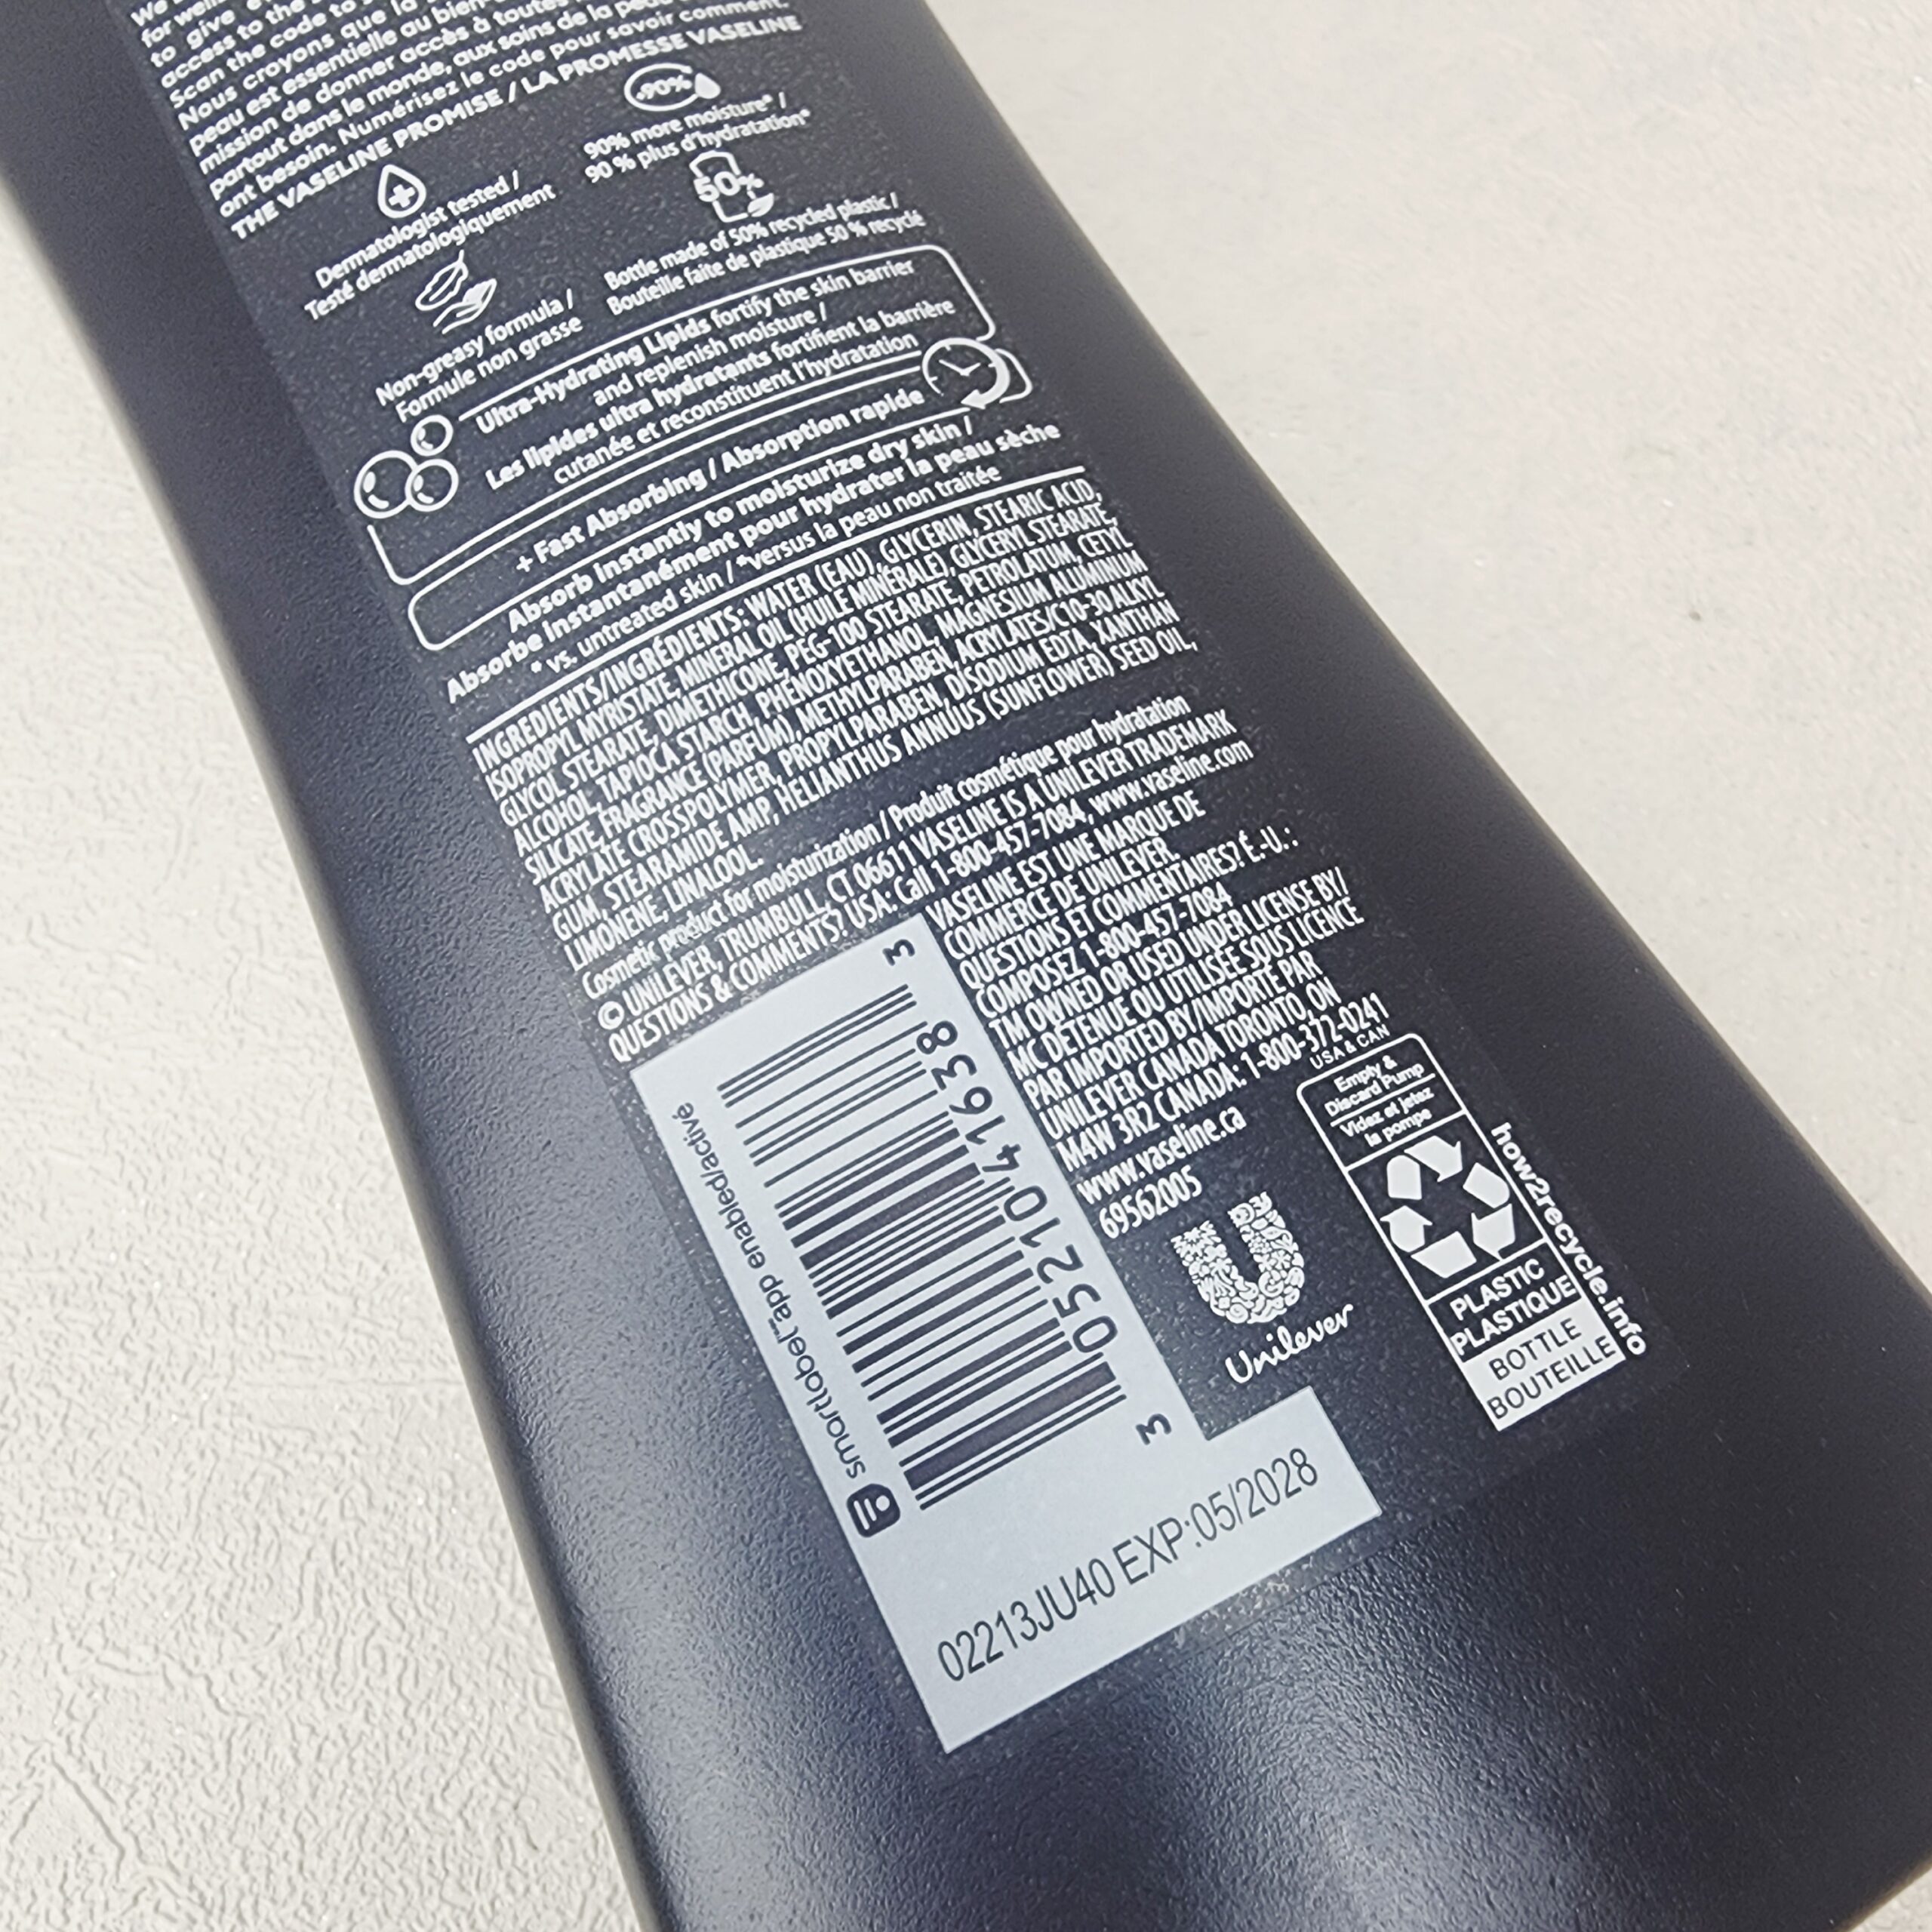 We
for well
to give e
access to the
Scan the code to
Nous croyons que la
peau est essentielle au bien
mission de donner accès à toute
partout dans le monde, aux soins de la pe
ont besoin. Numérisez le code pour savoir comment.
THE VASELINE PROMISE / LA PROMESSE VASELINE
Dermatologist tested /
Testé dermatologiquement
90%
90% more moisture* /
90 % plus d'hydratation*
Non-greasy formula /
Formule non grasse
50%
Bottle made of 50% recycled plastic /
Bouteille faite de plastique 50 % recyclé
Ultra-Hydrating Lipids fortify the skin barrier
and replenish moisture /
Les lipides ultra hydratants fortifient la barrière
cutanée et reconstituent l'hydratation
+ Fast Absorbing / Absorption rapide
Absorb instantly to moisturize dry skin /
Absorbe instantanément pour hydrater la peau sèche
* vs. untreated skin / *versus la peau non traitée
INGREDIENTS/INGRÉDIENTS: WATER (EAU), GLYCERIN, STEARIC ACID,
ISOPROPYL MYRISTATE, MINERAL OIL (HUILE MINÉRALE), GLYCERYL STEARATE,
GLYCOL STEARATE, DIMETHICONE, PEG-100 STEARATE, PETROLATUM, CETYL
ALCOHOL, TAPIOCA STARCH, PHENOXYETHANOL, MAGNESIUM ALUMINUM
SILICATE, FRAGRANCE (PARFUM), METHYLPARABEN, ACRYLATES/C10-30 ALKYL
ACRYLATE CROSSPOLYMER, PROPYLPARABEN, DISODIUM EDTA, XANTHAN
GUM, STEARAMIDE AMP, HELIANTHUS ANNUUS (SUNFLOWER) SEED OIL,
LIMONENE, LINALOOL.
Cosmetic product for moisturization / Produit cosmétique pour hydratation
© UNILEVER, TRUMBULL, CT 06611 VASELINE IS A UNILEVER TRADEMARK
QUESTIONS & COMMENTS? USA: Call 1-800-457-7084, www.vaseline.com
VASELINE EST UNE MARQUE DE
COMMERCE DE UNILEVER.
QUESTIONS ET COMMENTAIRES? É.-U. :
COMPOSEZ 1-800-457-7084
TM OWNED OR USED UNDER LICENSE BY/
MC DÉTENUE OU UTILISÉE SOUS LICENCE
PAR IMPORTED BY/IMPORTÉ PAR
UNILEVER CANADA TORONTO, ON
M4W 3R2 CANADA: 1-800-372-0241
www.vaseline.ca
69562005
smartlabel™ app enabled/activé
3 05210 41638 3
Unilever
USA & CAN
Empty &
Discard Pump
Videz et jetez
la pompe
PLASTIC
PLASTIQUE
BOTTLE
BOUTEILLE
how2recycle.info
02213JU40 EXP:05/2028